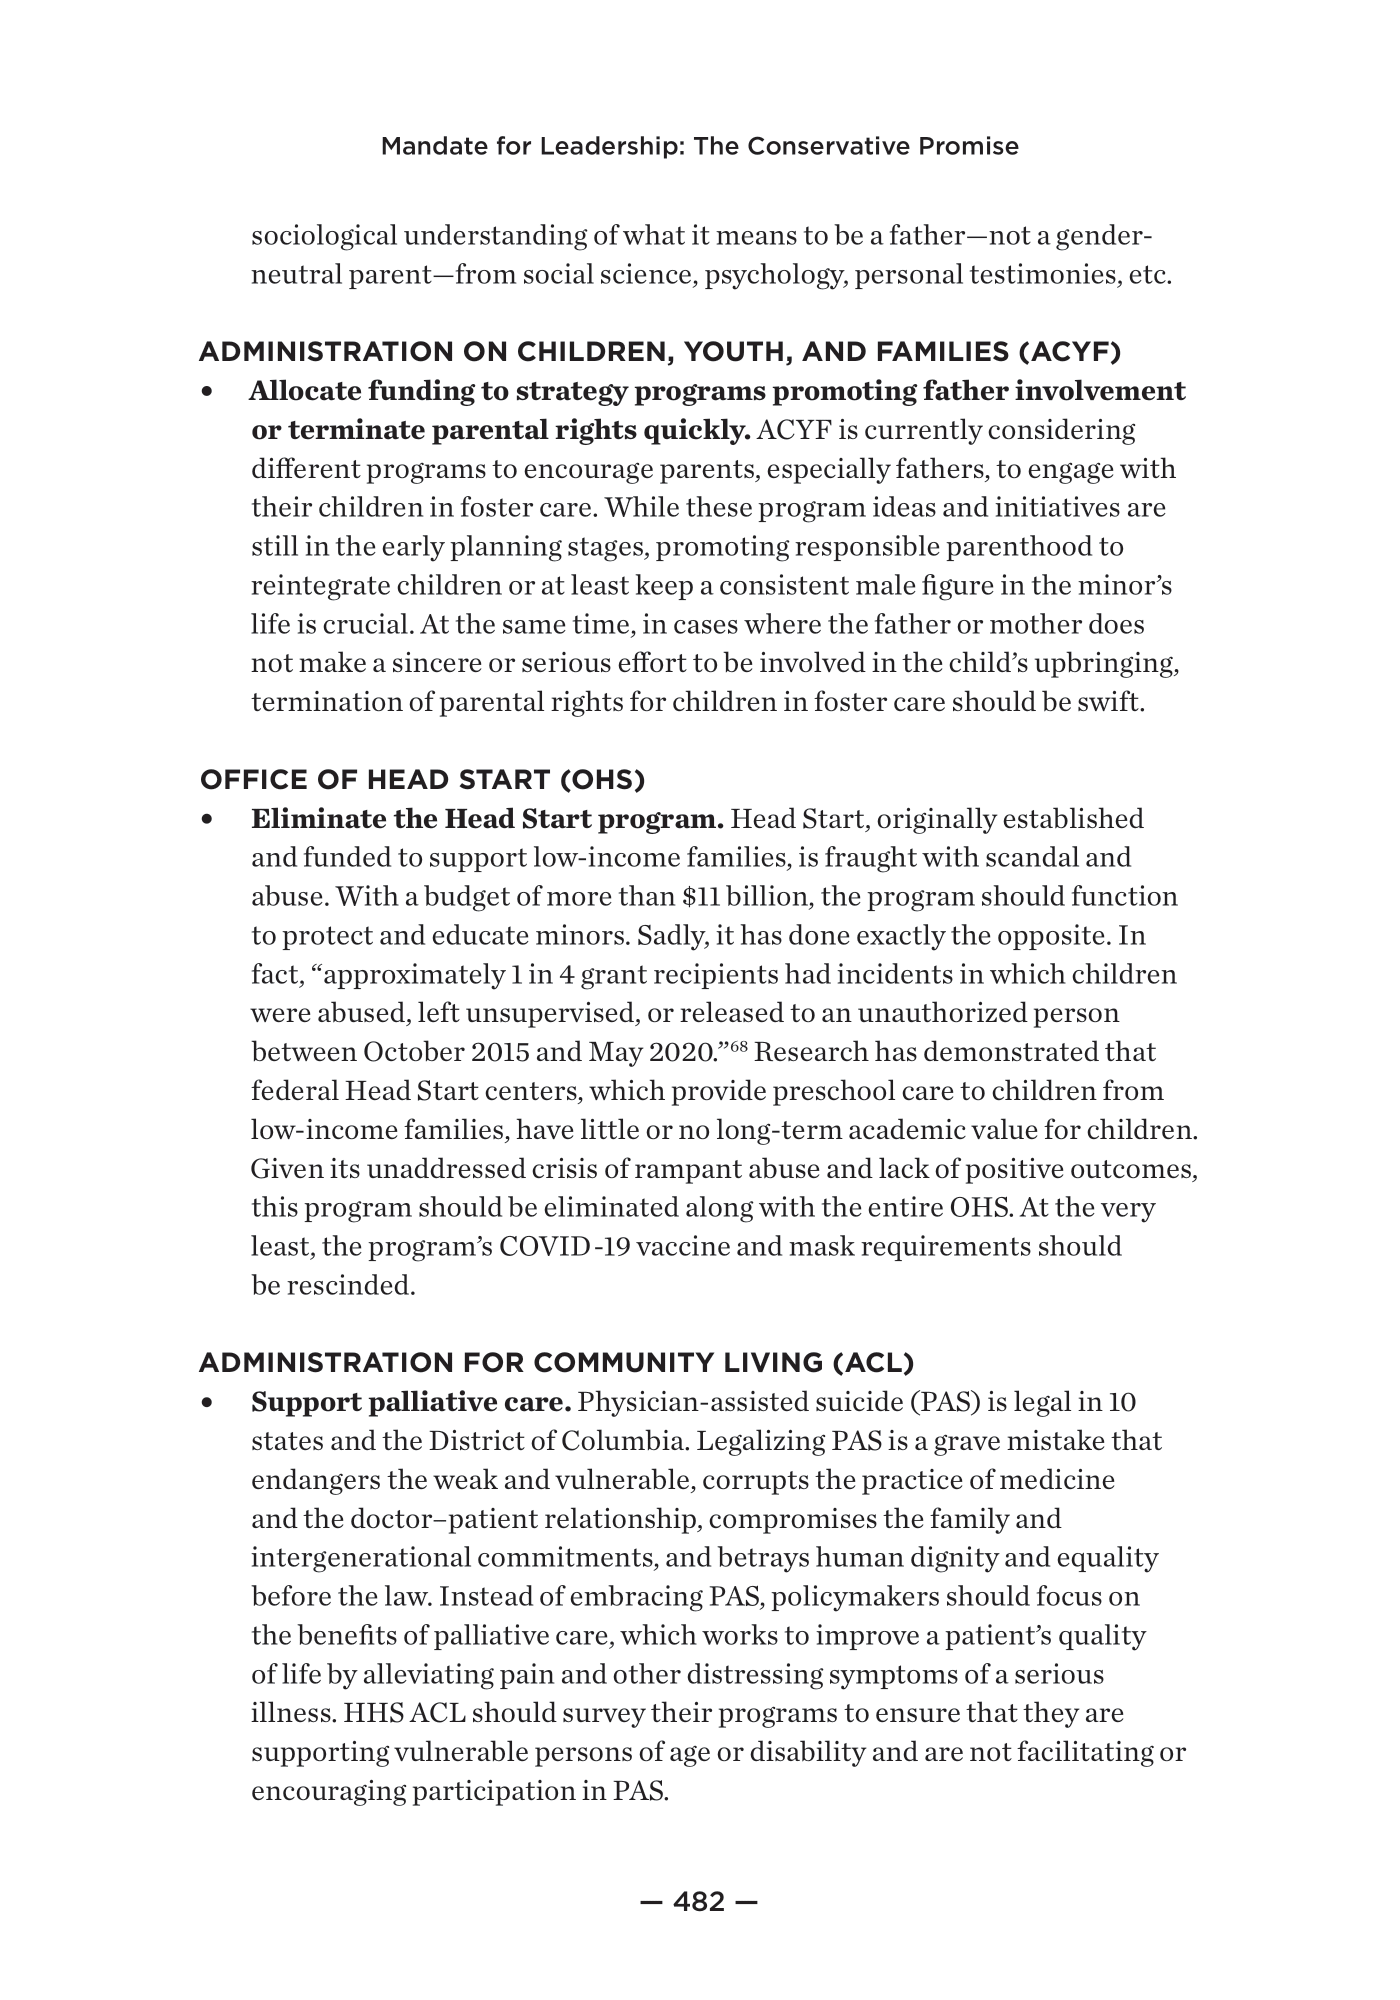 Mandate for Leadership: The Conservative Promise
sociological understanding of what it means to be a father—not a gender-
neutral parent—from social science, psychology, personal testimonies, etc.
ADMINISTRATION ON CHILDREN, YOUTH, AND FAMILIES (ACYF)
• Allocate funding to strategy programs promoting father involvement
or terminate parental rights quickly. ACYF is currently considering
different programs to encourage parents, especially fathers, to engage with
their children in foster care. While these program ideas and initiatives are
still in the early planning stages, promoting responsible parenthood to
reintegrate children or at least keep a consistent male figure in the minor’s
life is crucial. At the same time, in cases where the father or mother does
not make a sincere or serious effort to be involved in the child’s upbringing,
termination of parental rights for children in foster care should be swift.
OFFICE OF HEAD START (OHS)
• Eliminate the Head Start program. Head Start, originally established
and funded to support low-income families, is fraught with scandal and
abuse. With a budget of more than $11 billion, the program should function
to protect and educate minors. Sadly, it has done exactly the opposite. In
fact, “approximately 1 in 4 grant recipients had incidents in which children
were abused, left unsupervised, or released to an unauthorized person
between October 2015 and May 2020.”68 Research has demonstrated that
federal Head Start centers, which provide preschool care to children from
low-income families, have little or no long-term academic value for children.
Given its unaddressed crisis of rampant abuse and lack of positive outcomes,
this program should be eliminated along with the entire OHS. At the very
least, the program’s COVID-19 vaccine and mask requirements should
be rescinded.
ADMINISTRATION FOR COMMUNITY LIVING (ACL)
• Support palliative care. Physician-assisted suicide (PAS) is legal in 10
states and the District of Columbia. Legalizing PAS is a grave mistake that
endangers the weak and vulnerable, corrupts the practice of medicine
and the doctor–patient relationship, compromises the family and
intergenerational commitments, and betrays human dignity and equality
before the law. Instead of embracing PAS, policymakers should focus on
the benefits of palliative care, which works to improve a patient’s quality
of life by alleviating pain and other distressing symptoms of a serious
illness. HHS ACL should survey their programs to ensure that they are
supporting vulnerable persons of age or disability and are not facilitating or
encouraging participation in PAS.
— 482 —